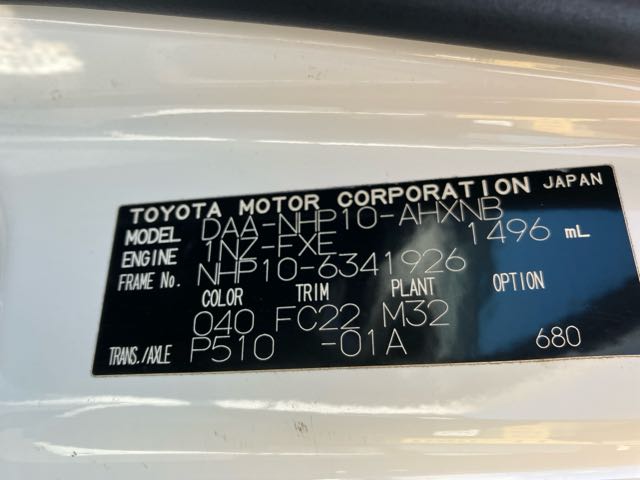 TOYOTA MOTOR CORPORATION JAPAN
MODEL DAA-NHP10-AHXNB
ENGINE 1NZ-FXE 1496 mL
FRAME No. NHP10-6341926
COLOR TRIM PLANT OPTION
040 FC22 M32
TRANS./AXLE P510 -01A 680